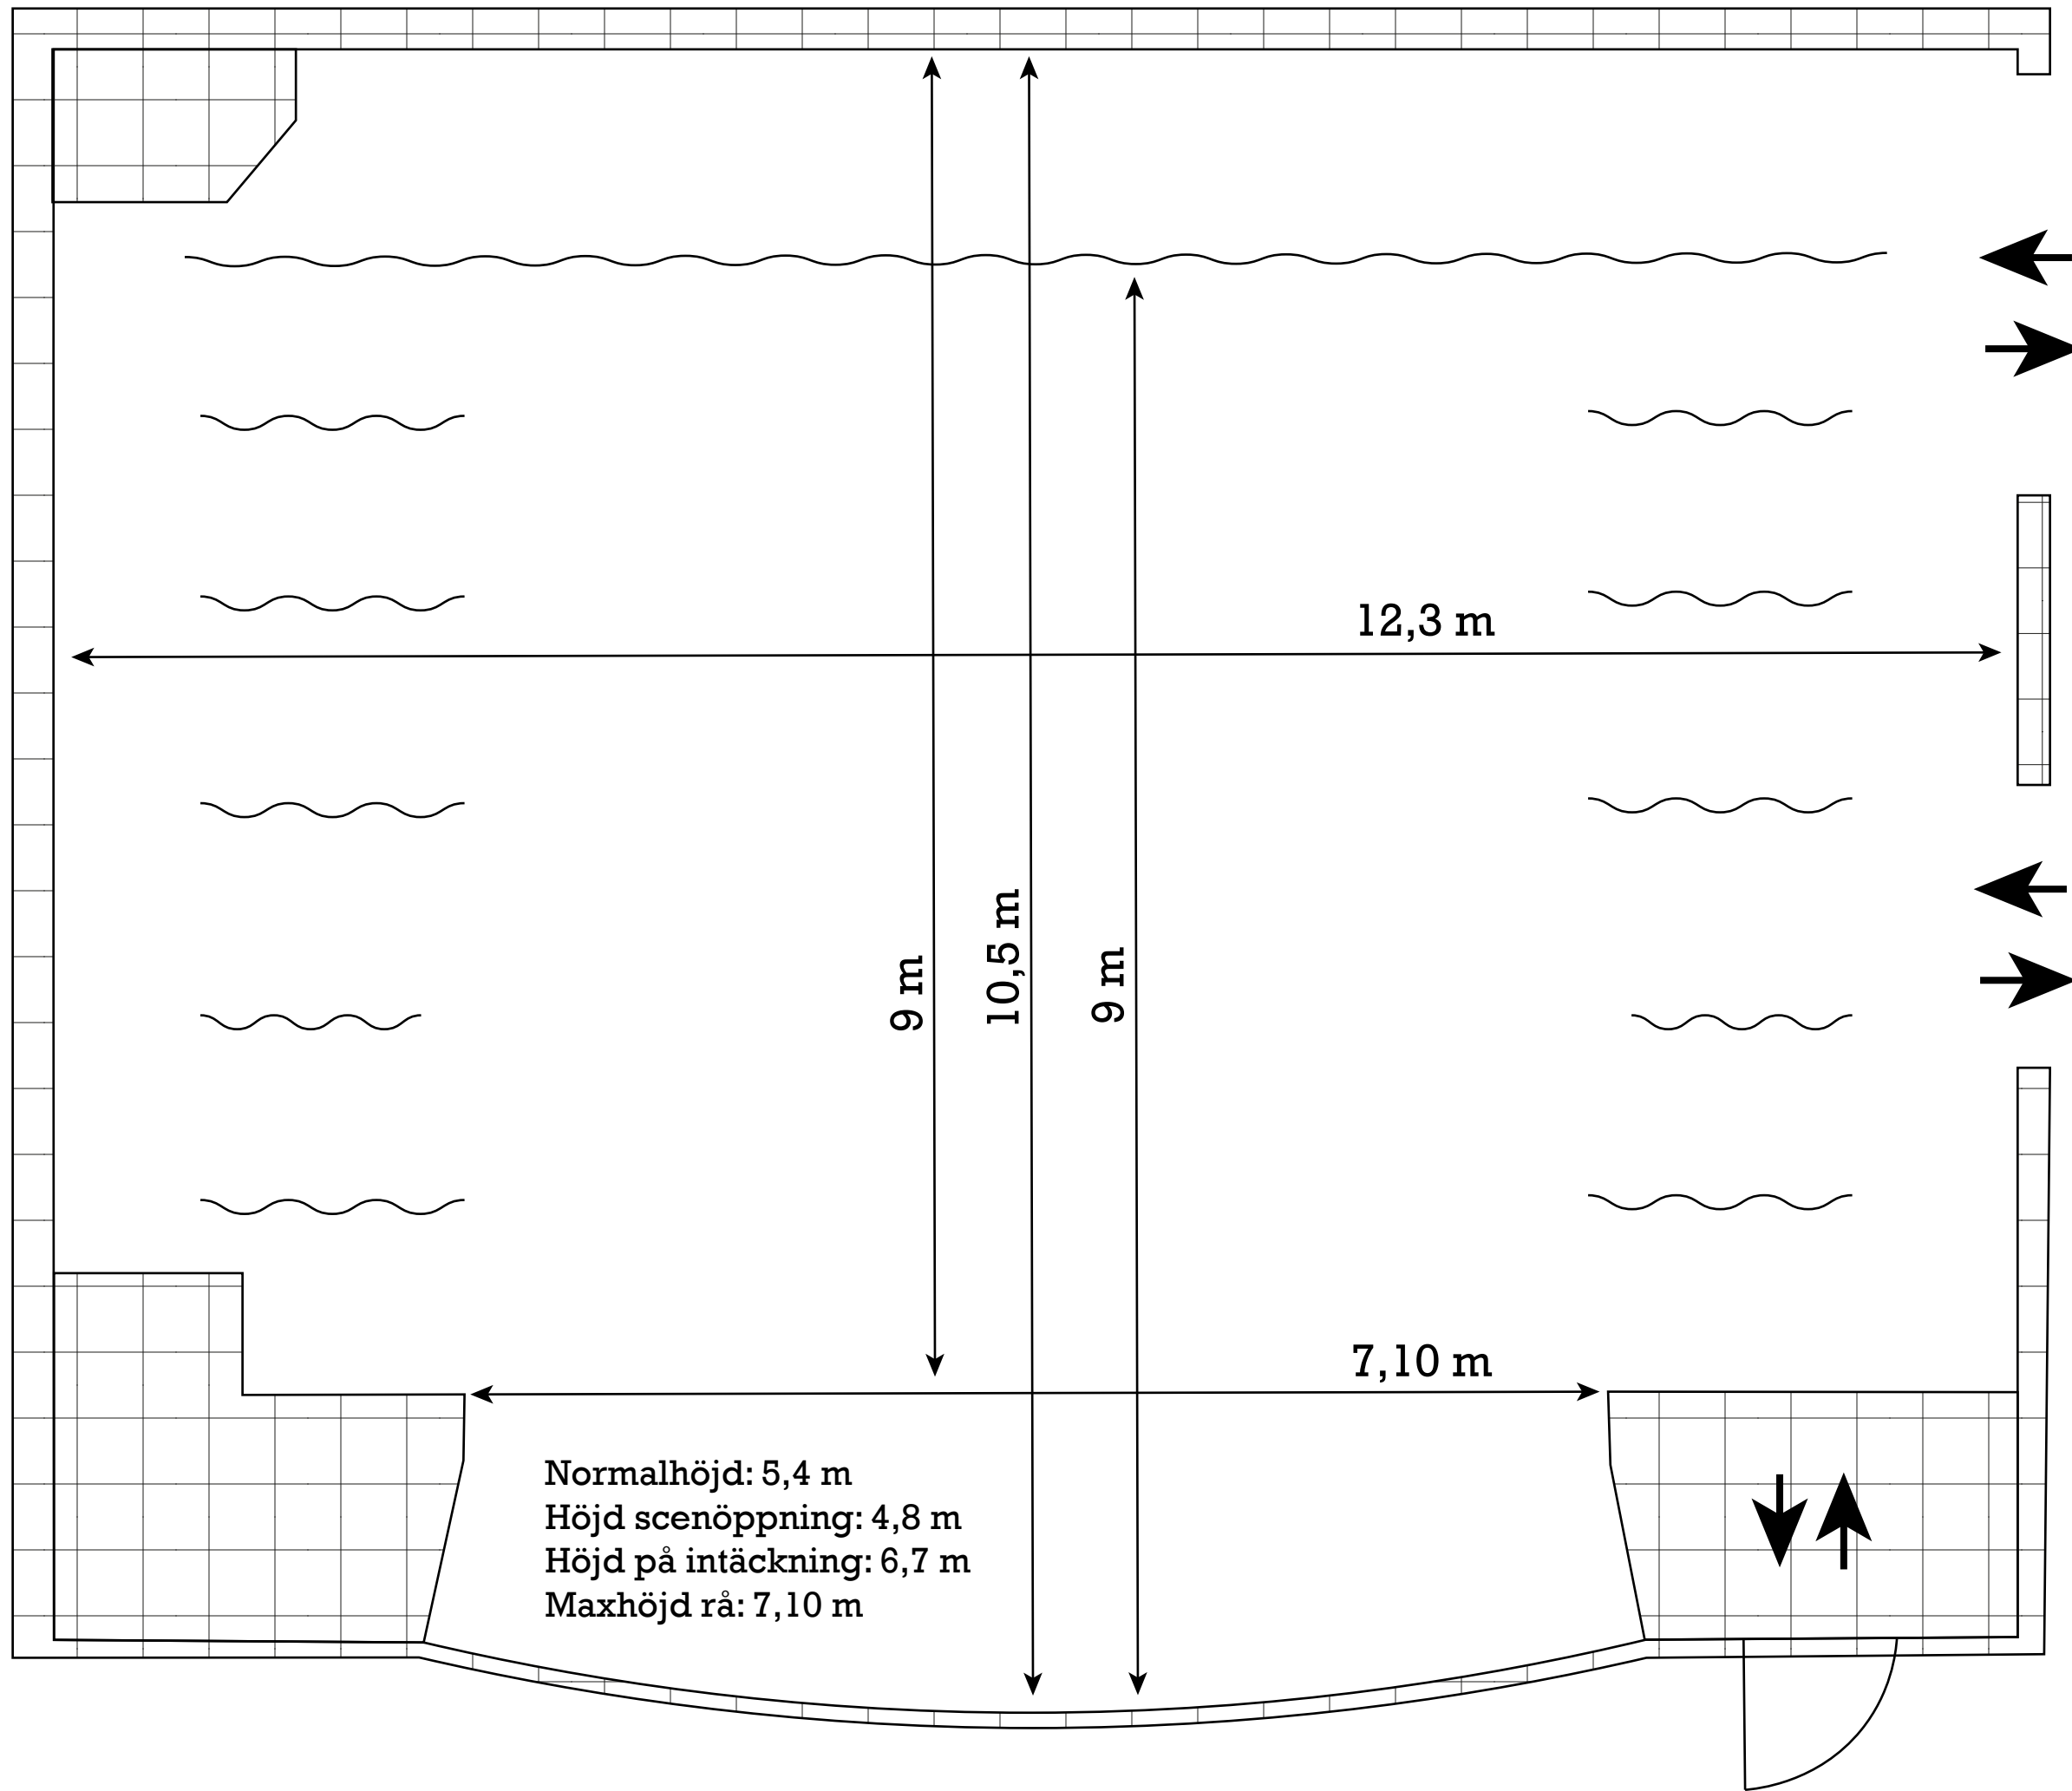 12,3 m
9 m
10,5 m
9 m
7,10 m
Normalhöjd: 5,4 m
Höjd scenöppning: 4,8 m
Höjd på intäckning: 6,7 m
Maxhöjd rå: 7,10 m